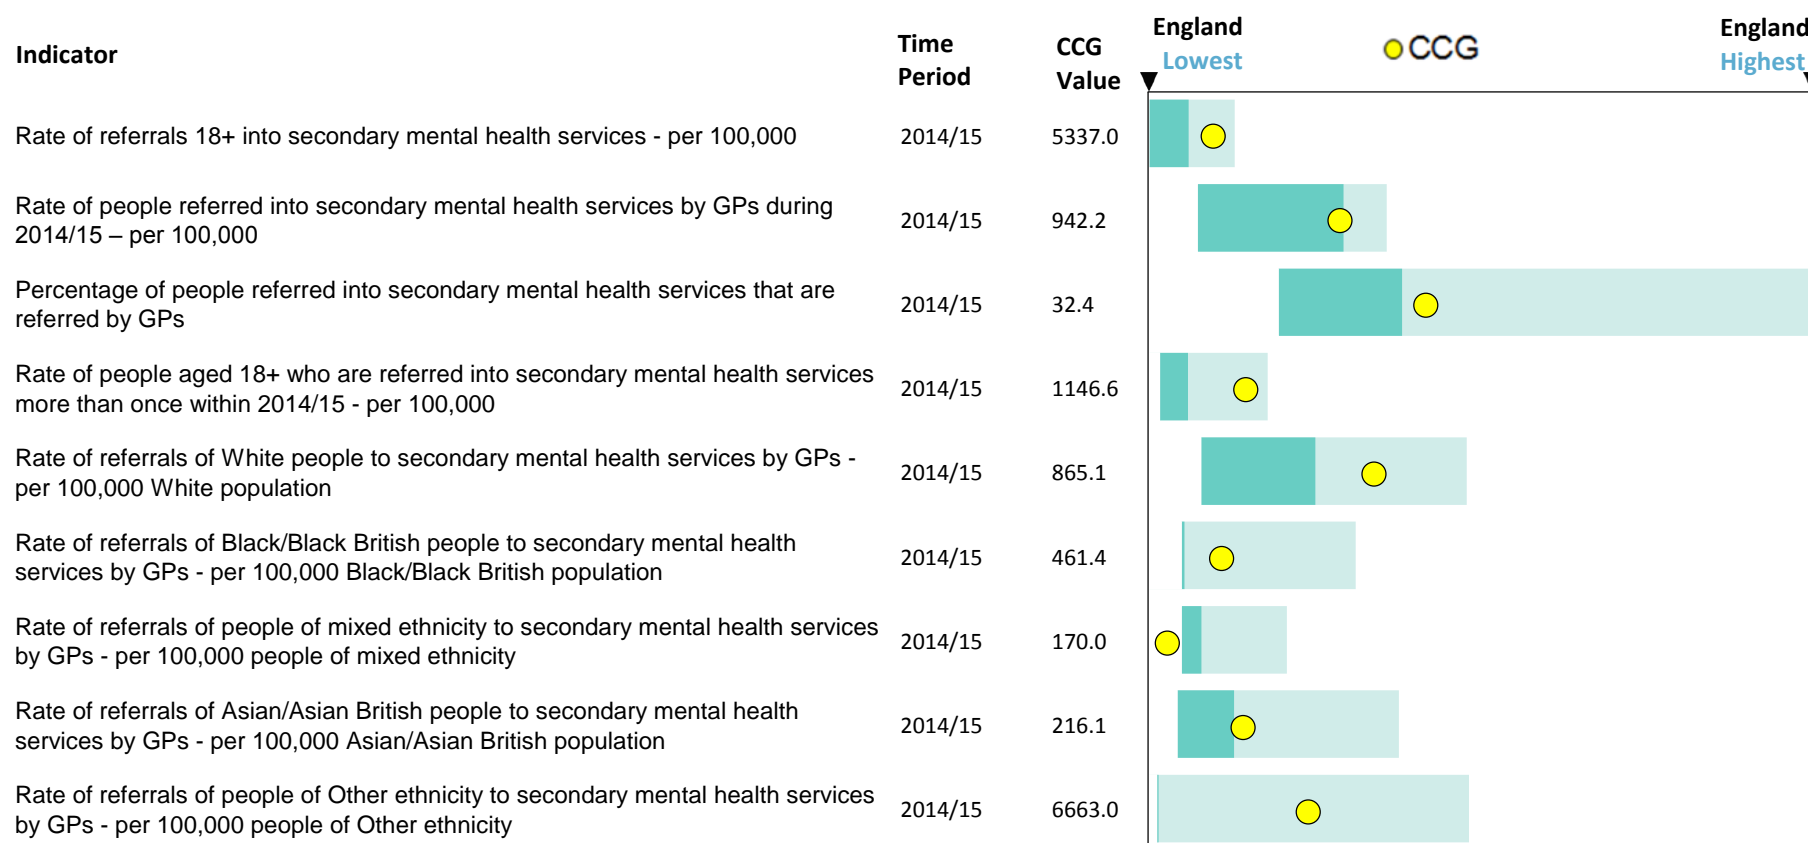 Indicator
Time
Period
CCG
Value
England
Lowest
CCG
England
Highest
Rate of referrals 18+ into secondary mental health services - per 100,000
2014/15
5337.0
Rate of people referred into secondary mental health services by GPs during
2014/15 – per 100,000
2014/15
942.2
Percentage of people referred into secondary mental health services that are
referred by GPs
2014/15
32.4
Rate of people aged 18+ who are referred into secondary mental health services
more than once within 2014/15 - per 100,000
2014/15
1146.6
Rate of referrals of White people to secondary mental health services by GPs -
per 100,000 White population
2014/15
865.1
Rate of referrals of Black/Black British people to secondary mental health
services by GPs - per 100,000 Black/Black British population
2014/15
461.4
Rate of referrals of people of mixed ethnicity to secondary mental health services
by GPs - per 100,000 people of mixed ethnicity
2014/15
170.0
Rate of referrals of Asian/Asian British people to secondary mental health
services by GPs - per 100,000 Asian/Asian British population
2014/15
216.1
Rate of referrals of people of Other ethnicity to secondary mental health services
by GPs - per 100,000 people of Other ethnicity
2014/15
6663.0